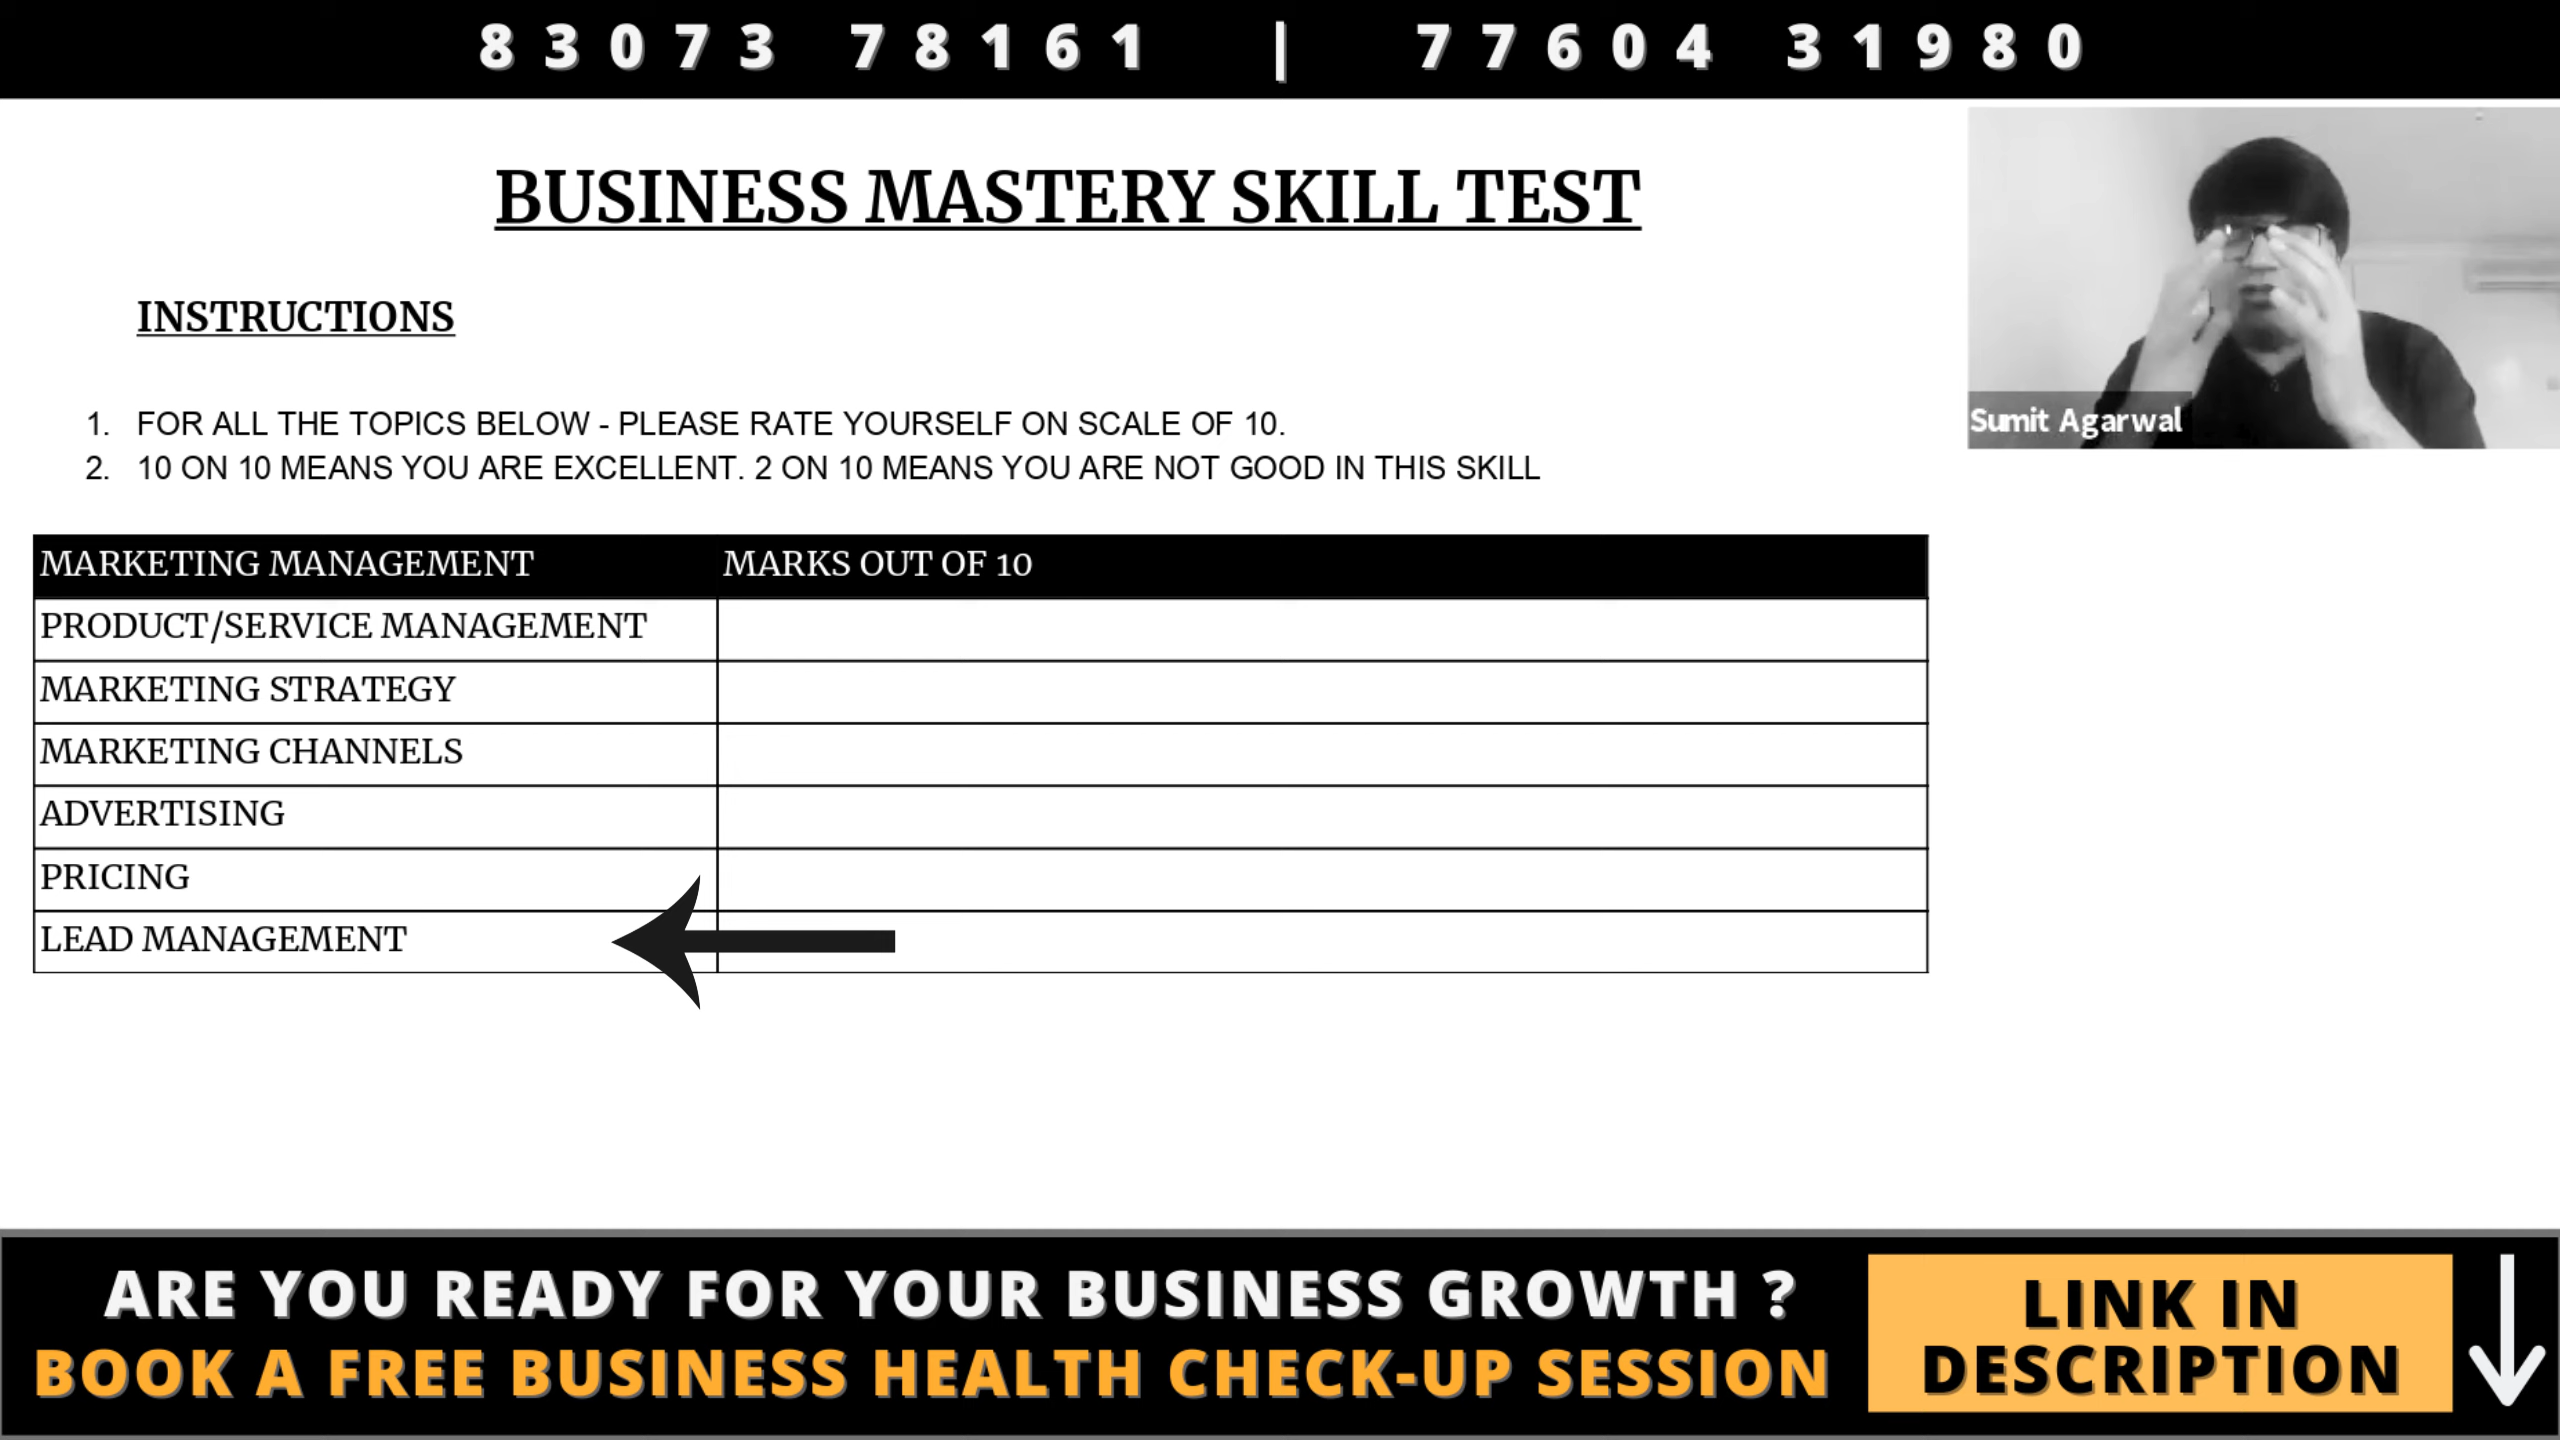 83073 78161 | 77604 31980
BUSINESS MASTERY SKILL TEST
INSTRUCTIONS
1. FOR ALL THE TOPICS BELOW - PLEASE RATE YOURSELF ON SCALE OF 10.
2. 10 ON 10 MEANS YOU ARE EXCELLENT. 2 ON 10 MEANS YOU ARE NOT GOOD IN THIS SKILL
Sumit Agarwal
MARKETING MANAGEMENT MARKS OUT OF 10
PRODUCT/SERVICE MANAGEMENT
MARKETING STRATEGY
MARKETING CHANNELS
ADVERTISING
PRICING
LEAD MANAGEMENT
ARE YOU READY FOR YOUR BUSINESS GROWTH ?
BOOK A FREE BUSINESS HEALTH CHECK-UP SESSION
LINK IN
DESCRIPTION